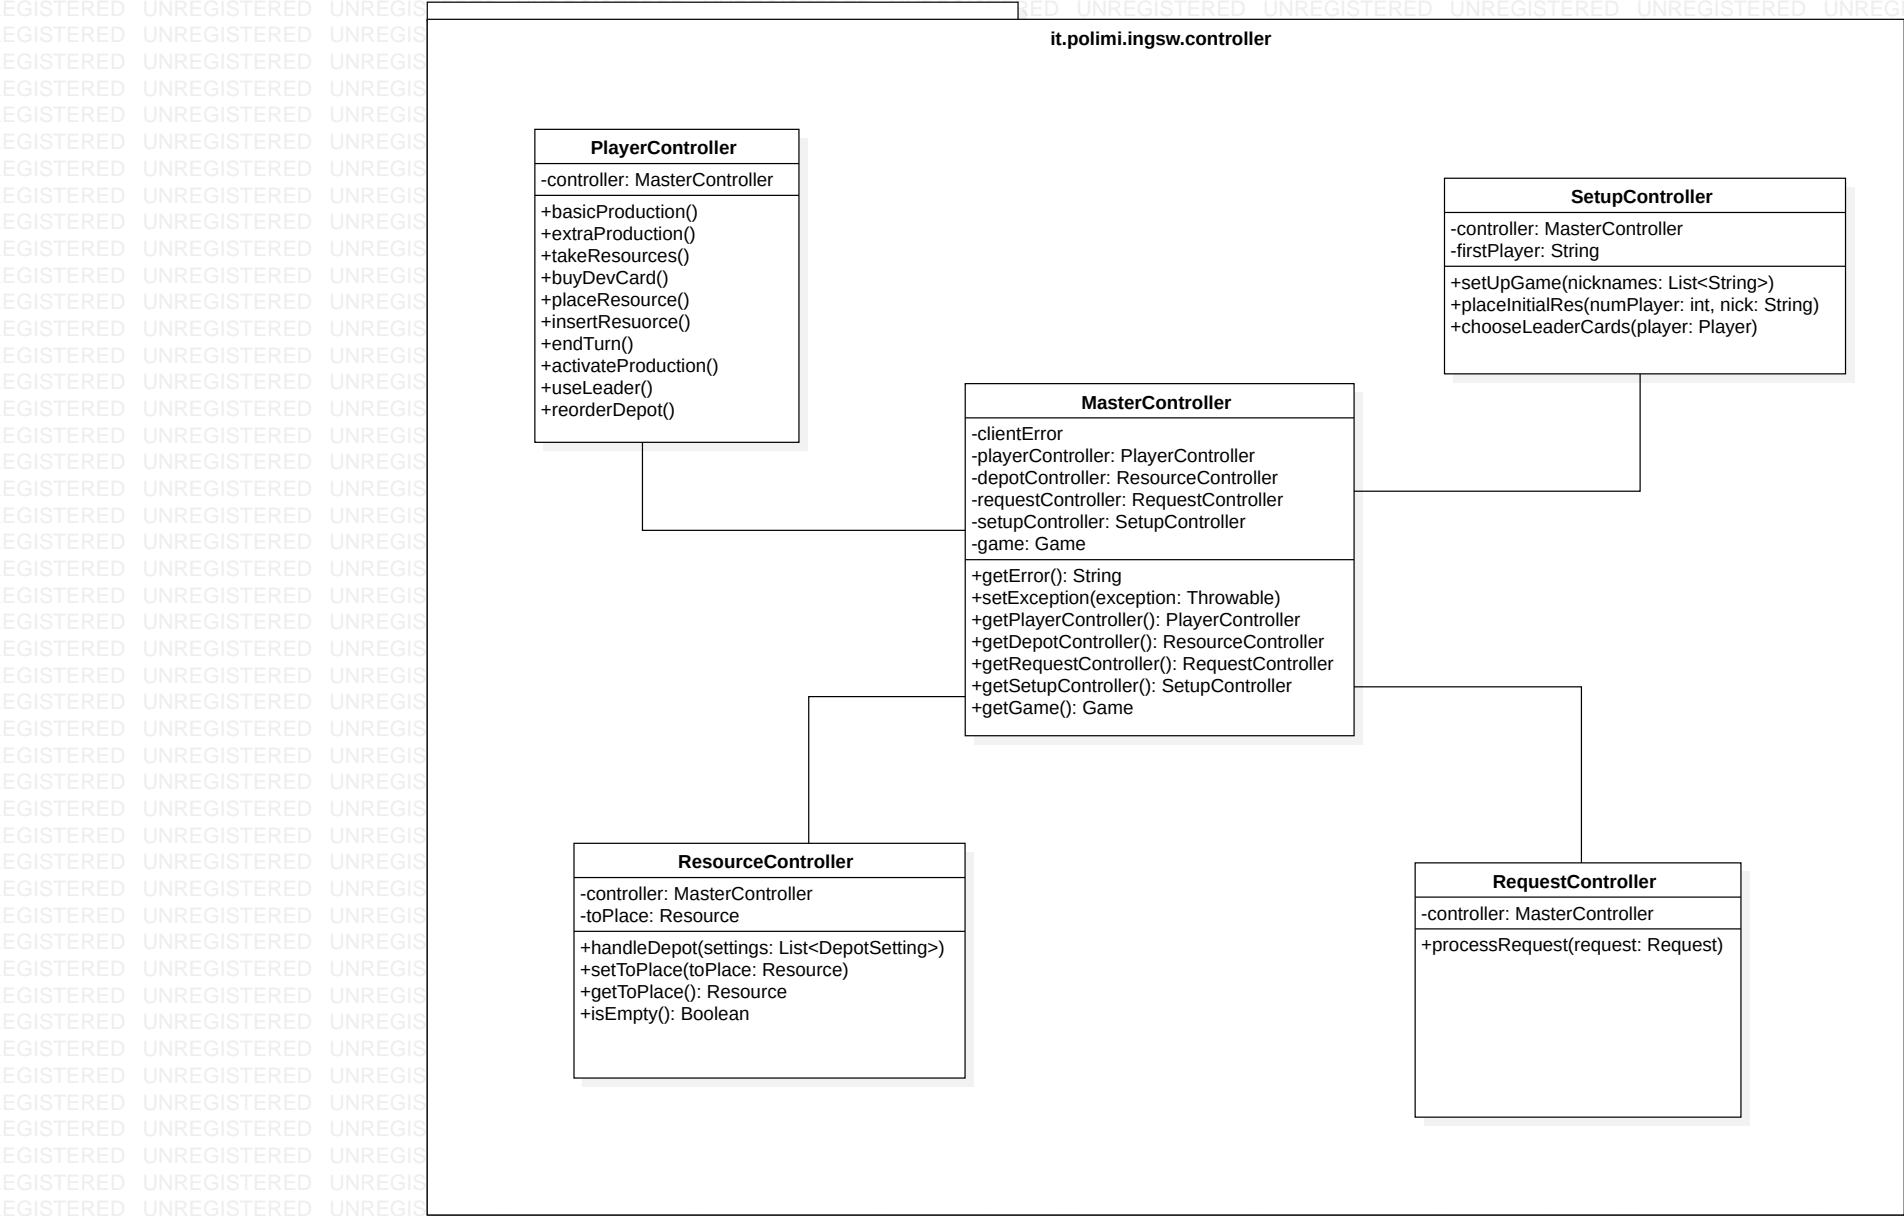 it.polimi.ingsw.controller
PlayerController
-controller: MasterController
+basicProduction()
+extraProduction()
+takeResources()
+buyDevCard()
+placeResource()
+insertResuorce()
+endTurn()
+activateProduction()
+useLeader()
+reorderDepot()
SetupController
-controller: MasterController
-firstPlayer: String
+setUpGame(nicknames: List<String>)
+placeInitialRes(numPlayer: int, nick: String)
+chooseLeaderCards(player: Player)
MasterController
-clientError
-playerController: PlayerController
-depotController: ResourceController
-requestController: RequestController
-setupController: SetupController
-game: Game
+getError(): String
+setException(exception: Throwable)
+getPlayerController(): PlayerController
+getDepotController(): ResourceController
+getRequestController(): RequestController
+getSetupController(): SetupController
+getGame(): Game
ResourceController
-controller: MasterController
-toPlace: Resource
+handleDepot(settings: List<DepotSetting>)
+setToPlace(toPlace: Resource)
+getToPlace(): Resource
+isEmpty(): Boolean
RequestController
-controller: MasterController
+processRequest(request: Request)